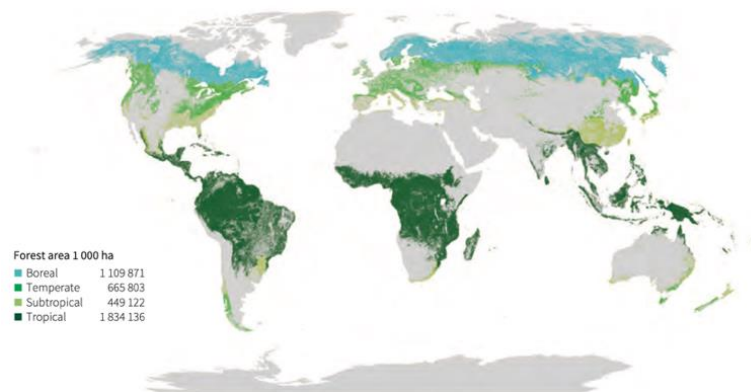 Forest area 1 000 ha
Boreal 1 109 871
Temperate 665 803
Subtropical 449 122
Tropical 1 834 136